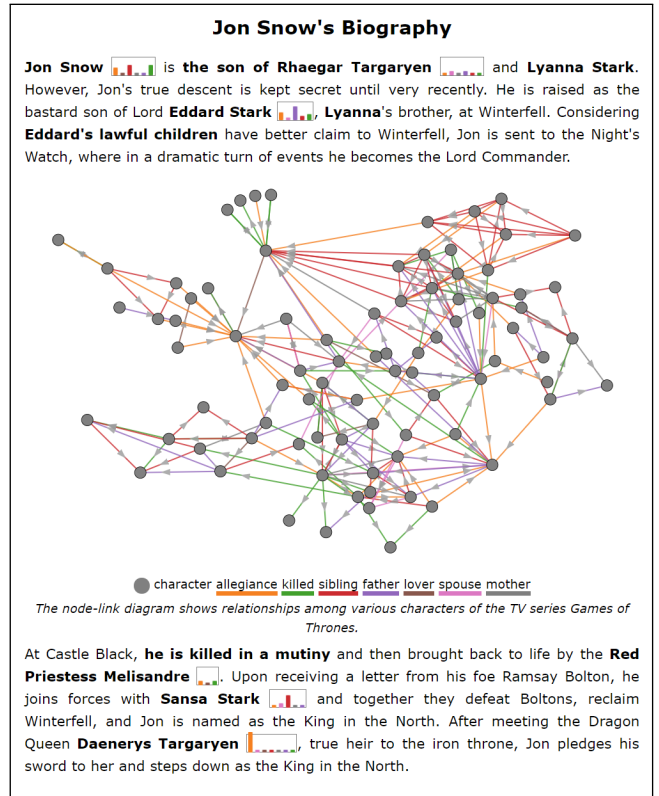 Jon Snow's Biography
Jon Snow is the son of Rhaegar Targaryen and Lyanna Stark.
However, Jon's true descent is kept secret until very recently. He is raised as the
bastard son of Lord Eddard Stark , Lyanna's brother, at Winterfell. Considering
Eddard's lawful children have better claim to Winterfell, Jon is sent to the Night's
Watch, where in a dramatic turn of events he becomes the Lord Commander.
character allegiance killed sibling father lover spouse mother
The node-link diagram shows relationships among various characters of the TV series Games of
Thrones.
At Castle Black, he is killed in a mutiny and then brought back to life by the Red
Priestess Melisandre . Upon receiving a letter from his foe Ramsay Bolton, he
joins forces with Sansa Stark and together they defeat Boltons, reclaim
Winterfell, and Jon is named as the King in the North. After meeting the Dragon
Queen Daenerys Targaryen , true heir to the iron throne, Jon pledges his
sword to her and steps down as the King in the North.